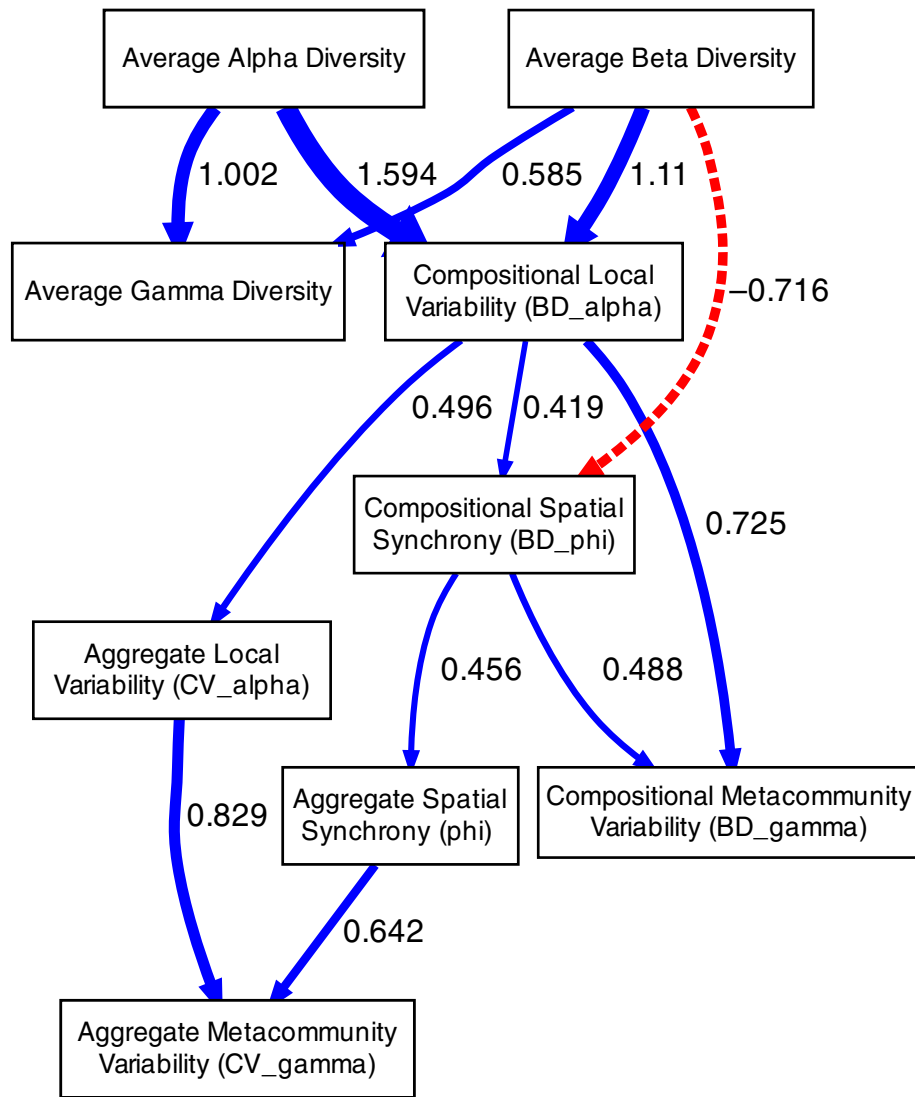 Average Alpha Diversity
Average Beta Diversity
1.002
1.594
0.585
1.11
Average Gamma Diversity
Compositional Local
Variability (BD_alpha)
–0.716
0.496
0.419
Compositional Spatial
Synchrony (BD_phi)
0.725
Aggregate Local
Variability (CV_alpha)
0.456
0.488
0.829
Aggregate Spatial
Synchrony (phi)
Compositional Metacommunity
Variability (BD_gamma)
0.642
Aggregate Metacommunity
Variability (CV_gamma)